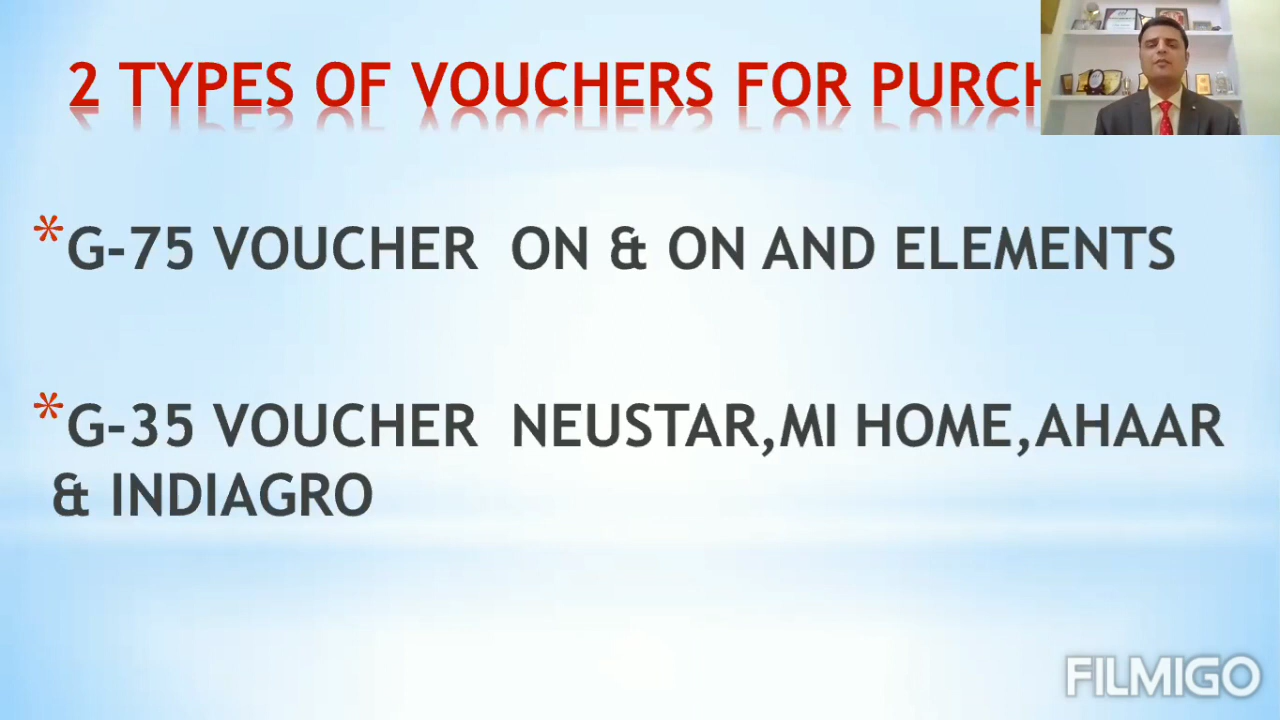 2 TYPES OF VOUCHERS FOR PURCH
*G-75 VOUCHER ON & ON AND ELEMENTS
*G-35 VOUCHER NEUSTAR,MI HOME,AHAAR
& INDIAGRO
FILMIGO